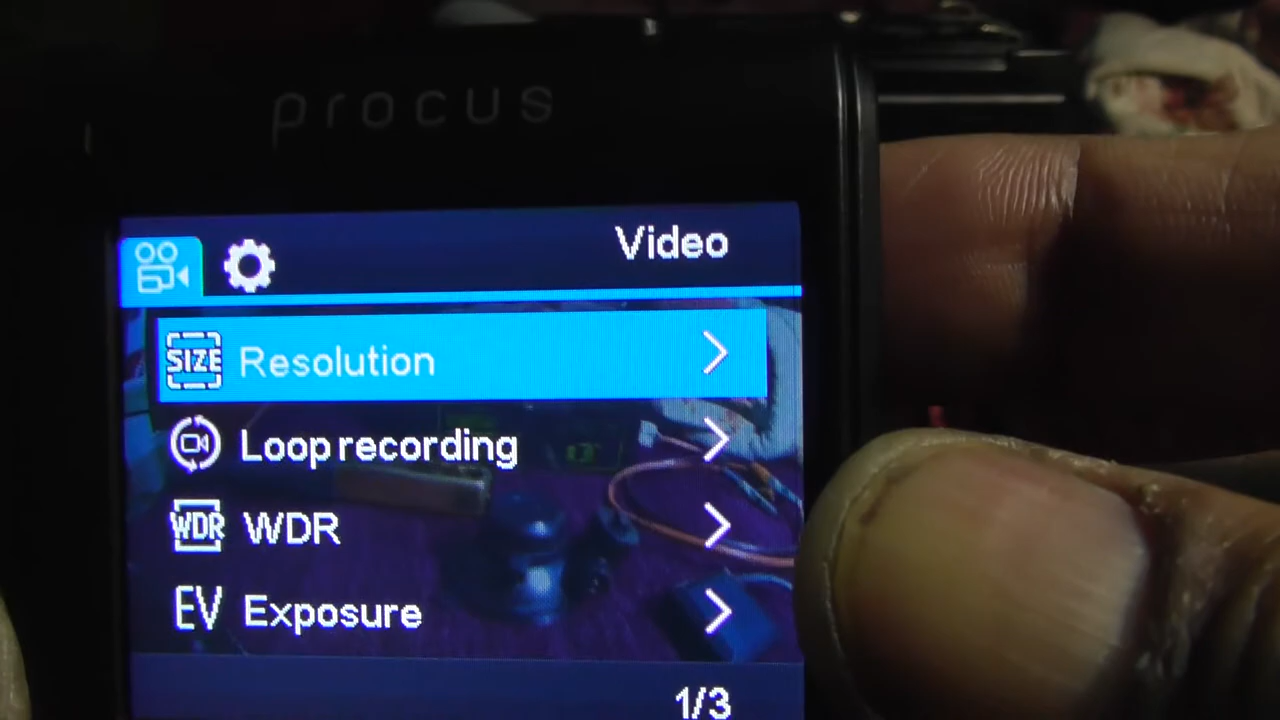 procus
Video
SIZE Resolution
Loop recording
WDR WDR
EV Exposure
1/3